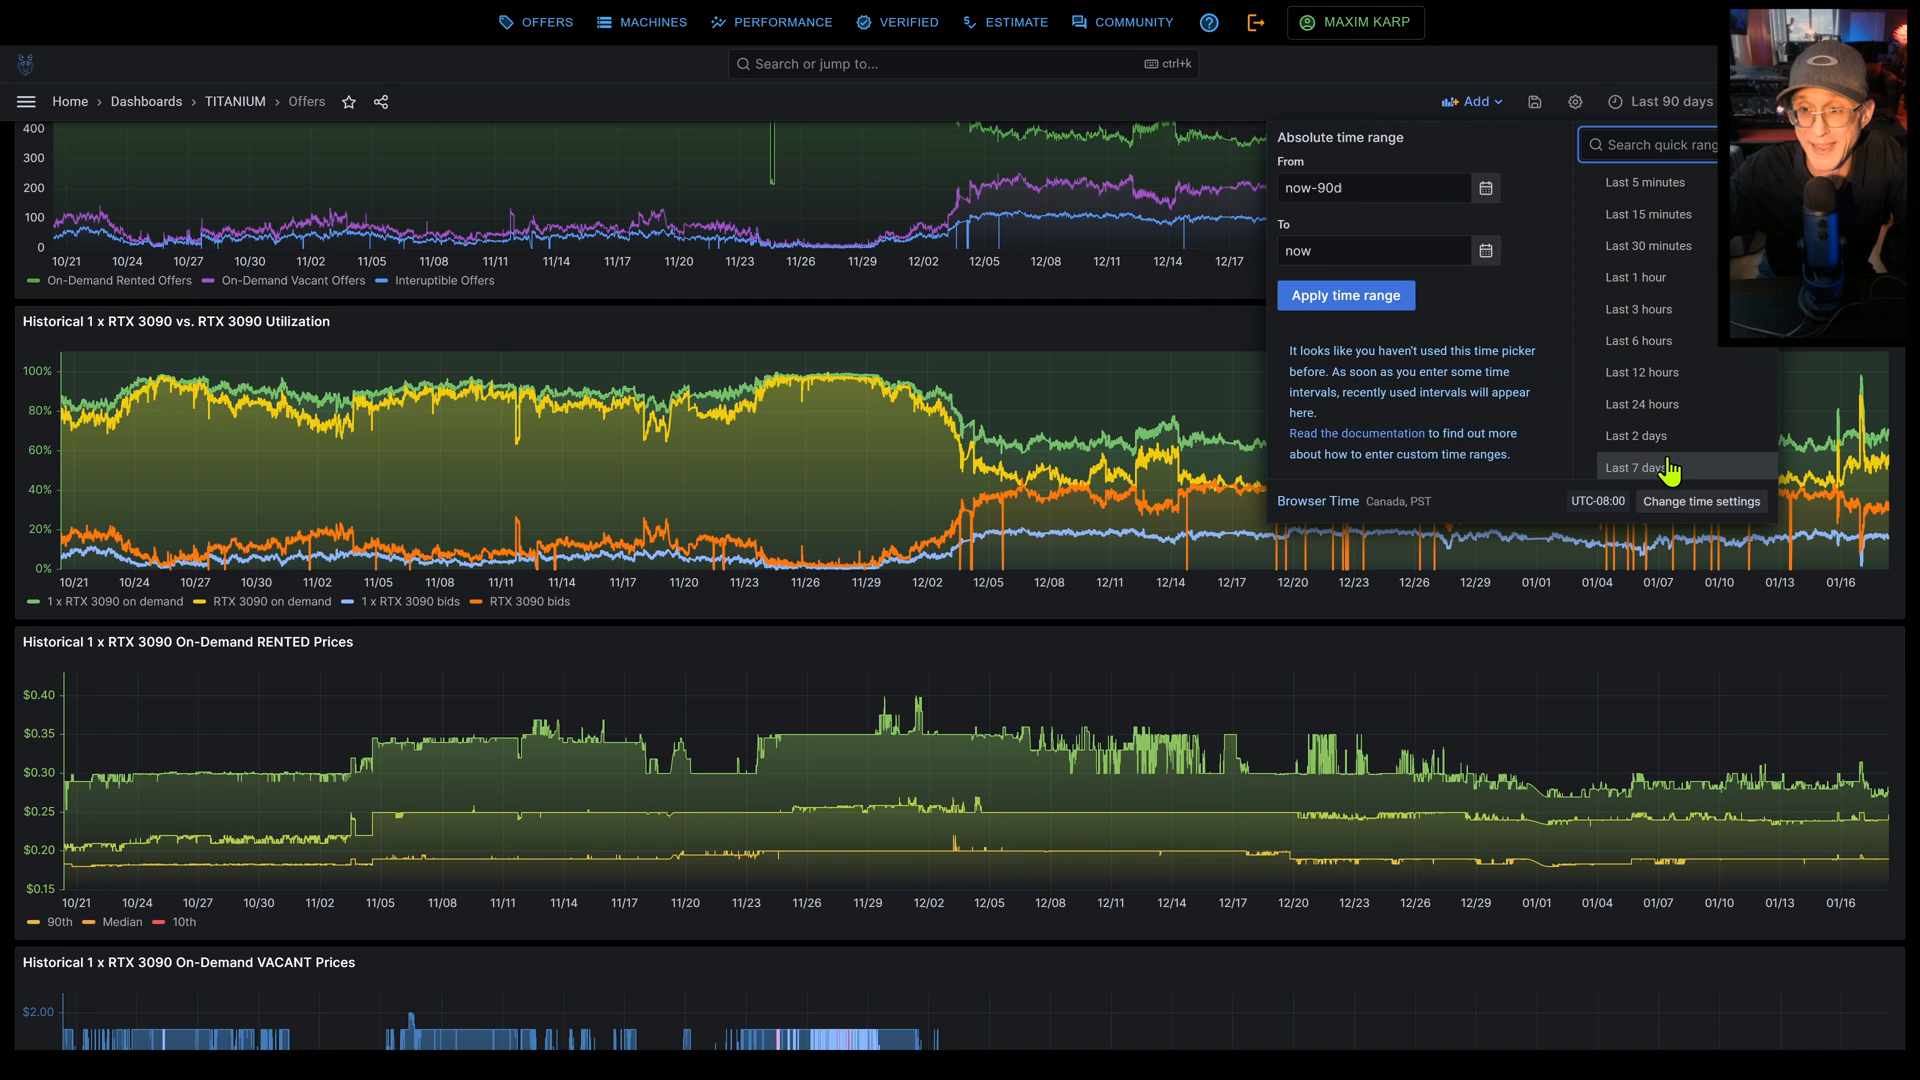 OFFERS MACHINES PERFORMANCE VERIFIED ESTIMATE COMMUNITY MAXIM KARP
Search or jump to... ctrl+k
Home › Dashboards › TITANIUM › Offers Add Last 90 days
400
300
200
100
0
10/21 10/24 10/27 10/30 11/02 11/05 11/08 11/11 11/14 11/17 11/20 11/23 11/26 11/29 12/02 12/05 12/08 12/11 12/14 12/17
On-Demand Rented Offers On-Demand Vacant Offers Interuptible Offers
Absolute time range
From
now-90d
To
now
Apply time range
It looks like you haven't used this time picker
before. As soon as you enter some time
intervals, recently used intervals will appear
here.
Read the documentation to find out more
about how to enter custom time ranges.
Search quick rang
Last 5 minutes
Last 15 minutes
Last 30 minutes
Last 1 hour
Last 3 hours
Last 6 hours
Last 12 hours
Last 24 hours
Last 2 days
Last 7 days
Browser Time Canada, PST UTC-08:00 Change time settings
Historical 1 x RTX 3090 vs. RTX 3090 Utilization
100%
80%
60%
40%
20%
0%
10/21 10/24 10/27 10/30 11/02 11/05 11/08 11/11 11/14 11/17 11/20 11/23 11/26 11/29 12/02 12/05 12/08 12/11 12/14 12/17 12/20 12/23 12/26 12/29 01/01 01/04 01/07 01/10 01/13 01/16
1 x RTX 3090 on demand RTX 3090 on demand 1 x RTX 3090 bids RTX 3090 bids
Historical 1 x RTX 3090 On-Demand RENTED Prices
$0.40
$0.35
$0.30
$0.25
$0.20
$0.15
10/21 10/24 10/27 10/30 11/02 11/05 11/08 11/11 11/14 11/17 11/20 11/23 11/26 11/29 12/02 12/05 12/08 12/11 12/14 12/17 12/20 12/23 12/26 12/29 01/01 01/04 01/07 01/10 01/13 01/16
90th Median 10th
Historical 1 x RTX 3090 On-Demand VACANT Prices
$2.00